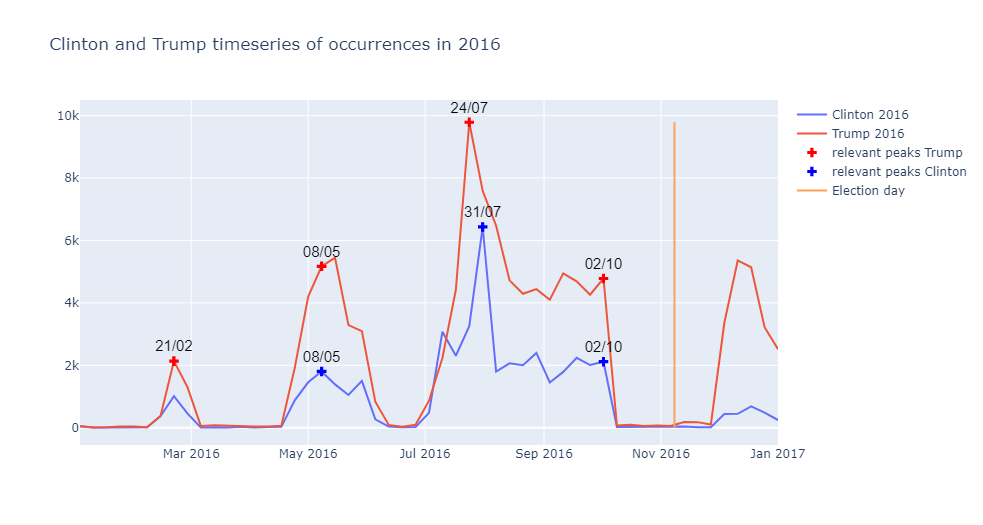 Clinton and Trump timeseries of occurrences in 2016
24/07
10k
Clinton 2016
Trump 2016
relevant peaks Trump
relevant peaks Clinton
Election day
8k
31/07
6k
08/05
02/10
4k
21/02
08/05
02/10
2k
0
Mar 2016
May 2016
Jul 2016
Sep 2016
Nov 2016
Jan 2017